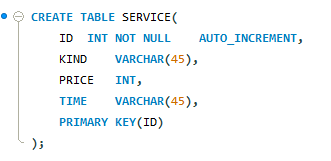 CREATE TABLE SERVICE(
ID INT NOT NULL AUTO_INCREMENT,
KIND VARCHAR(45),
PRICE INT,
TIME VARCHAR(45),
PRIMARY KEY(ID)
);